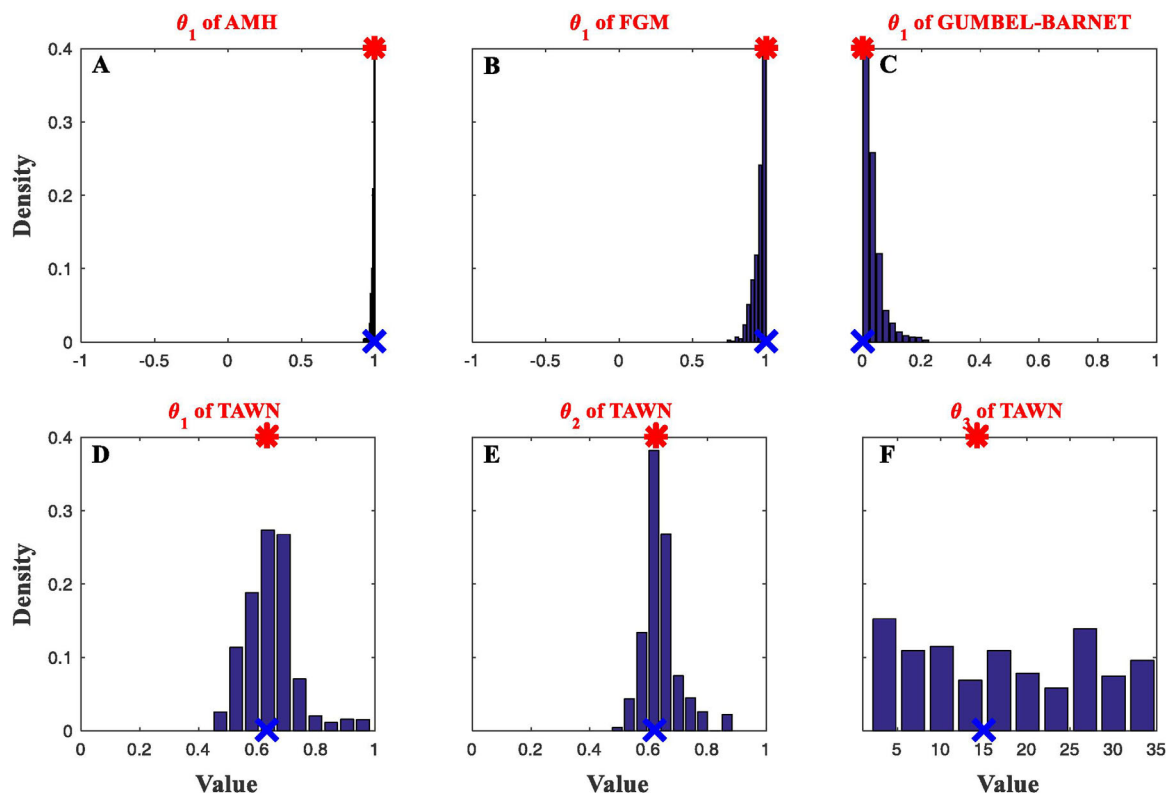 θ1 of AMH
θ1 of FGM
θ1 of GUMBEL-BARNET
A
B
C
Density
0.4
0.3
0.2
0.1
0
-1 -0.5 0 0.5 1
-1 -0.5 0 0.5 1
0 0.2 0.4 0.6 0.8 1
θ1 of TAWN
θ2 of TAWN
θ3 of TAWN
D
E
F
Density
0.4
0.3
0.2
0.1
0
0 0.2 0.4 0.6 0.8 1
0 0.2 0.4 0.6 0.8 1
5 10 15 20 25 30 35
Value
Value
Value